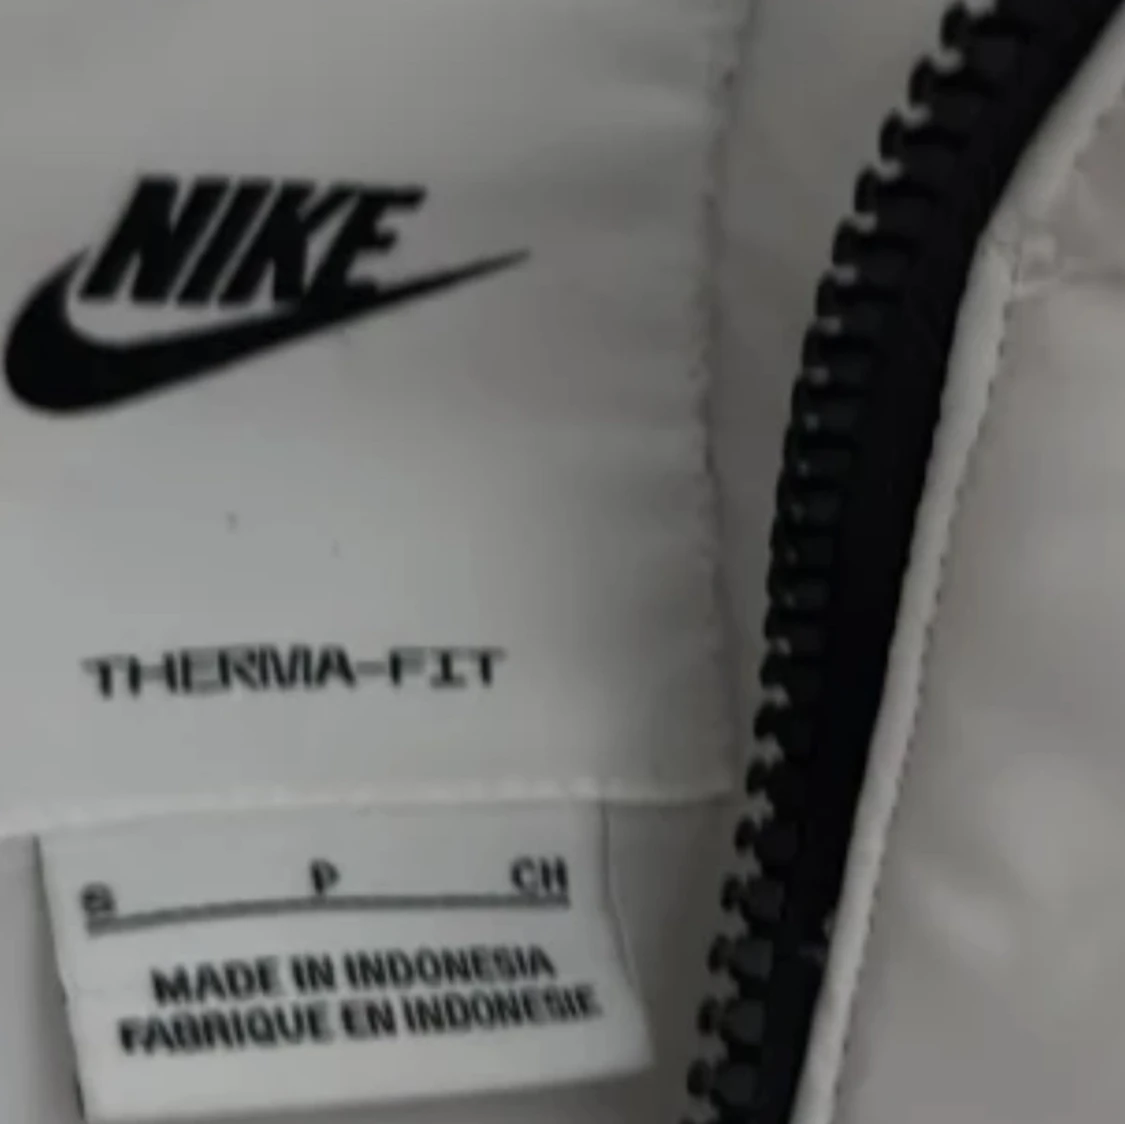 NIKE
THERMA-FIT
S P CH
MADE IN INDONESIA
FABRIQUE EN INDONESIE